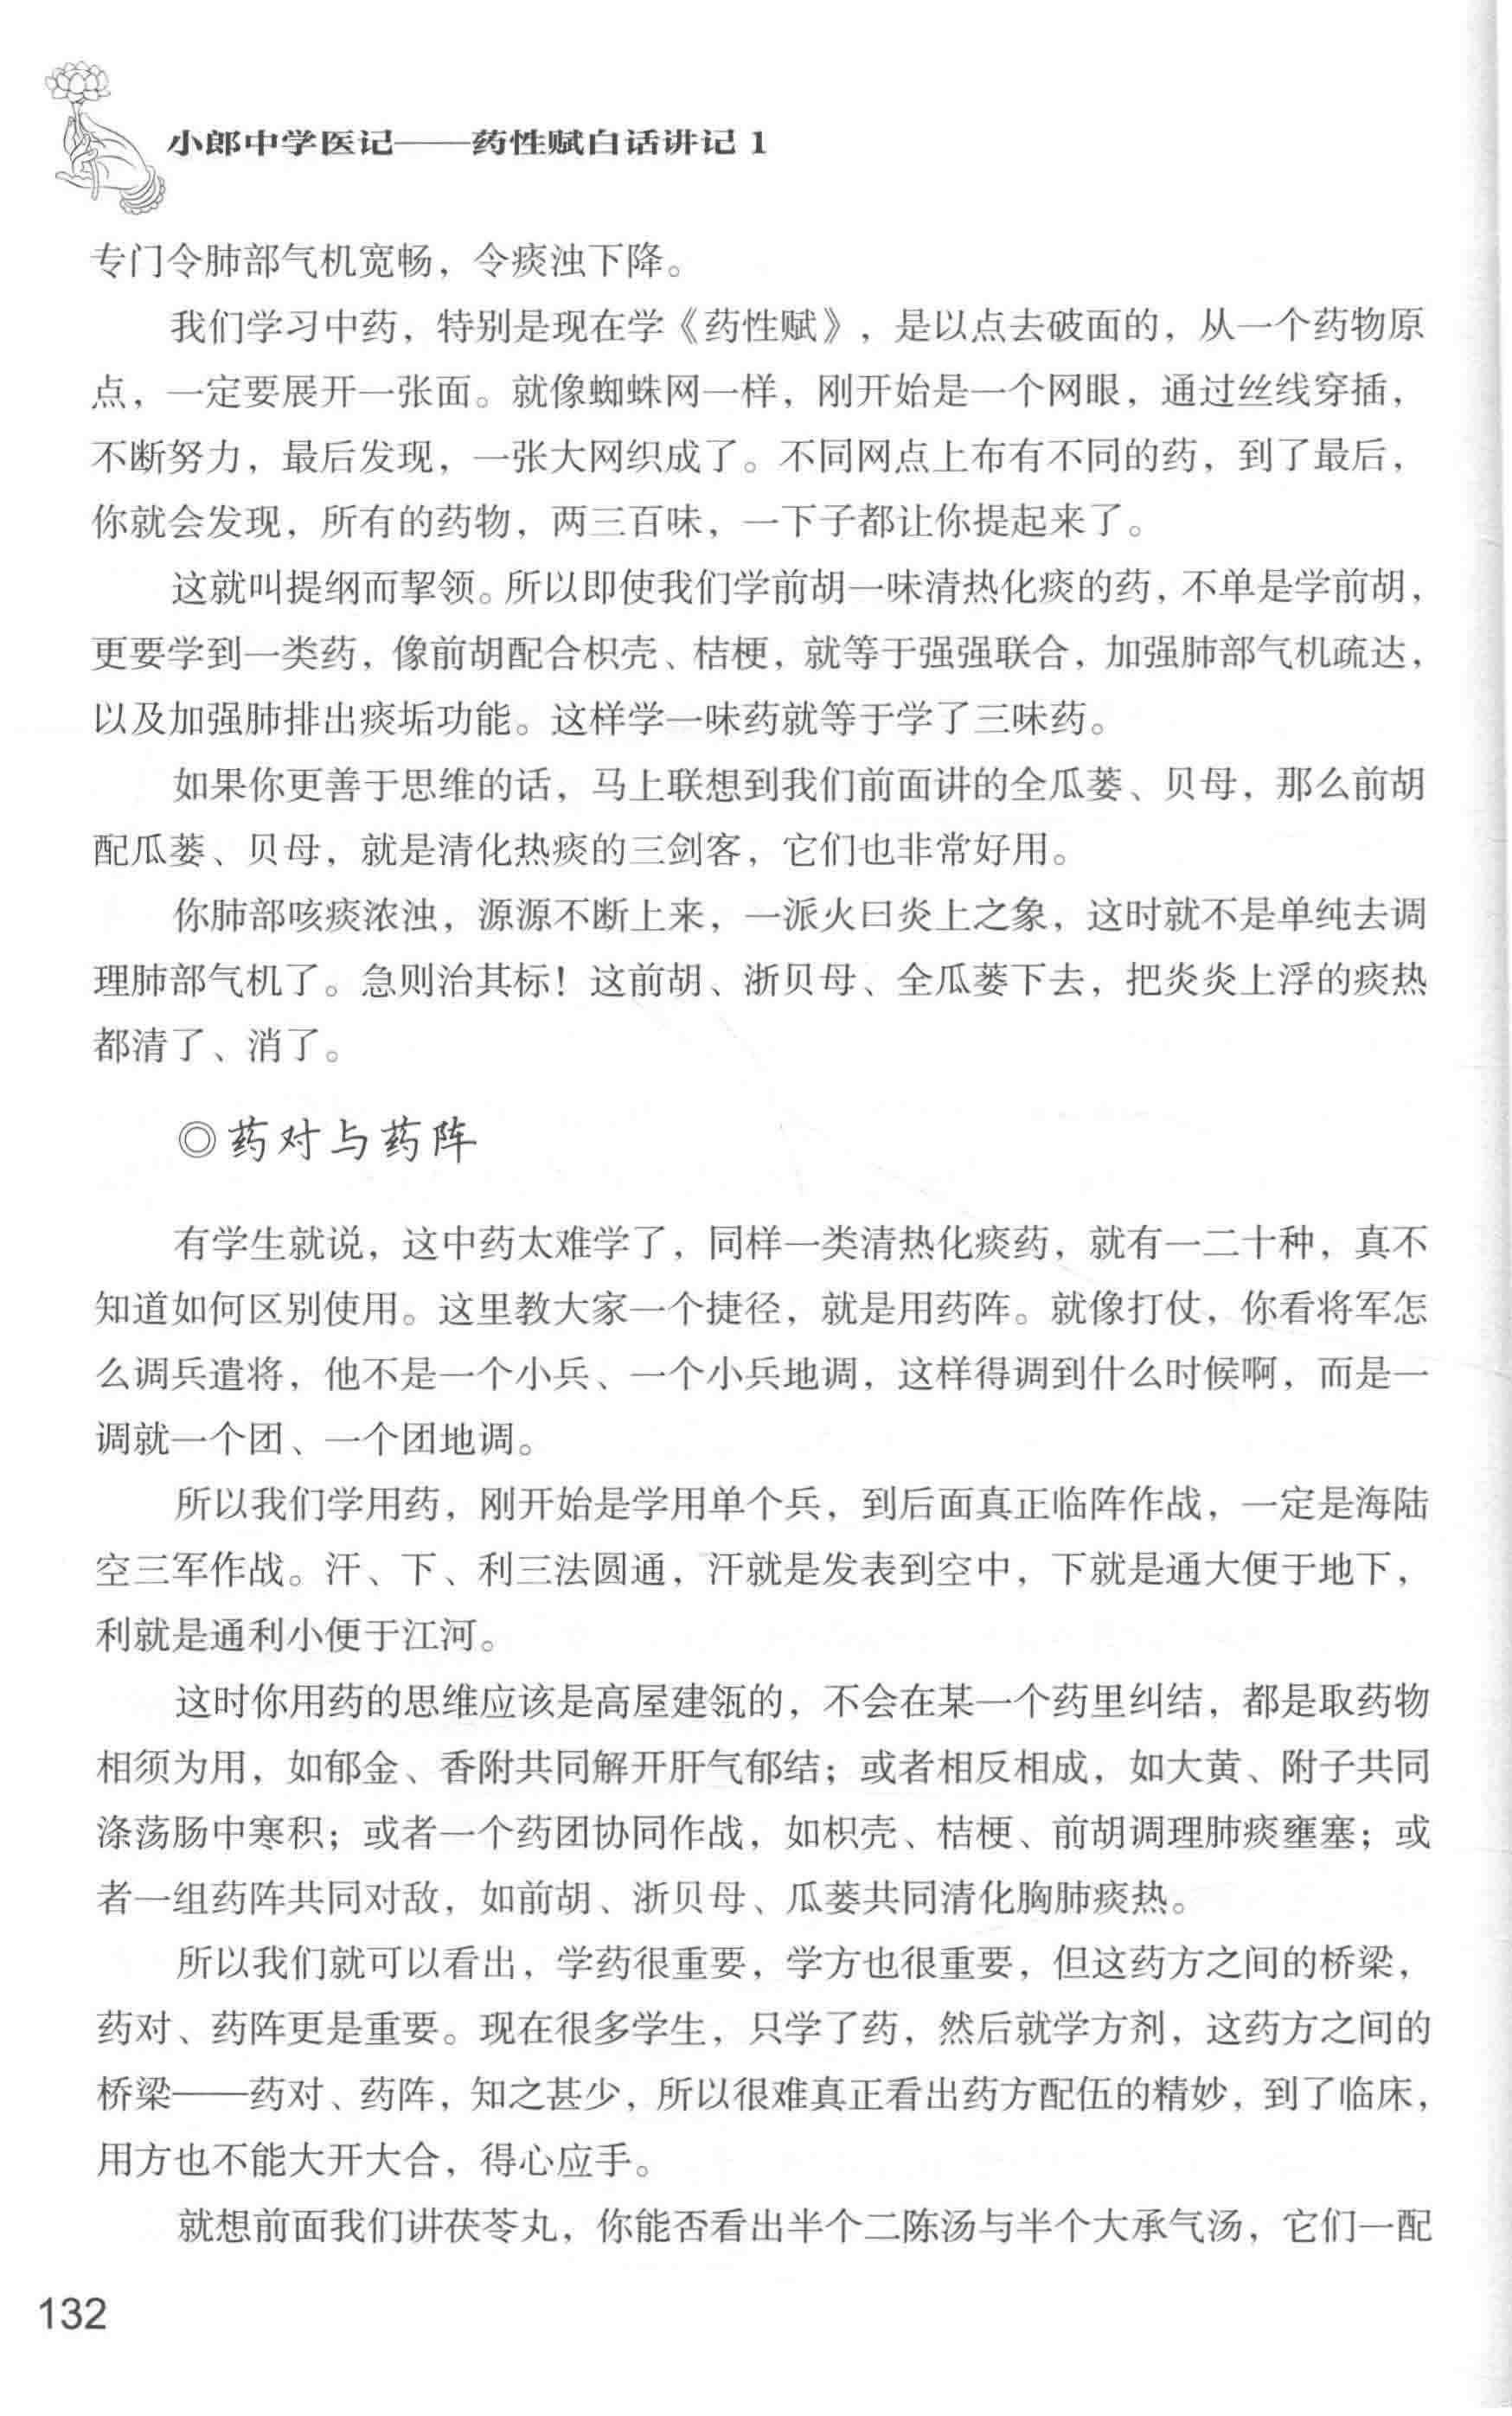 小郎中学医记——药性赋白话讲记 1
专门令肺部气机宽畅，令痰浊下降。
我们学习中药，特别是现在学《药性赋》，是以点去破面的，从一个药物原
点，一定要展开一张面。就像蜘蛛网一样，刚开始是一个网眼，通过丝线穿插，
不断努力，最后发现，一张大网织成了。不同网点上布有不同的药，到了最后，
你就会发现，所有的药物，两三百味，一下子都让你提起来了。
这就叫提纲而挈领。所以即使我们学前胡一味清热化痰的药，不单是学前胡，
更要学到一类药，像前胡配合枳壳、桔梗，就等于强强联合，加强肺部气机疏达，
以及加强肺排出痰垢功能。这样学一味药就等于学了三味药。
如果你更善于思维的话，马上联想到我们前面讲的全瓜蒌、贝母，那么前胡
配瓜蒌、贝母，就是清化热痰的三剑客，它们也非常好用。
你肺部咳痰浓浊，源源不断上来，一派火曰炎上之象，这时就不是单纯去调
理肺部气机了。急则治其标！这前胡、浙贝母、全瓜蒌下去，把炎炎上浮的痰热
都清了、消了。
◎药对与药阵
有学生就说，这中药太难学了，同样一类清热化痰药，就有一二十种，真不
知道如何区别使用。这里教大家一个捷径，就是用药阵。就像打仗，你看将军怎
么调兵遣将，他不是一个小兵、一个小兵地调，这样得调到什么时候啊，而是一
调就一个团、一个团地调。
所以我们学用药，刚开始是学用单个兵，到后面真正临阵作战，一定是海陆
空三军作战。汗、下、利三法圆通，汗就是发表到空中，下就是通大便于地下，
利就是通利小便于江河。
这时你用药的思维应该是高屋建瓴的，不会在某一个药里纠结，都是取药物
相须为用，如郁金、香附共同解开肝气郁结；或者相反相成，如大黄、附子共同
涤荡肠中寒积；或者一个药团协同作战，如枳壳、桔梗、前胡调理肺痰壅塞；或
者一组药阵共同对敌，如前胡、浙贝母、瓜蒌共同清化胸肺痰热。
所以我们就可以看出，学药很重要，学方也很重要，但这药方之间的桥梁，
药对、药阵更是重要。现在很多学生，只学了药，然后就学方剂，这药方之间的
桥梁——药对、药阵，知之甚少，所以很难真正看出药方配伍的精妙，到了临床，
用方也不能大开大合，得心应手。
就想前面我们讲茯苓丸，你能否看出半个二陈汤与半个大承气汤，它们一配
132